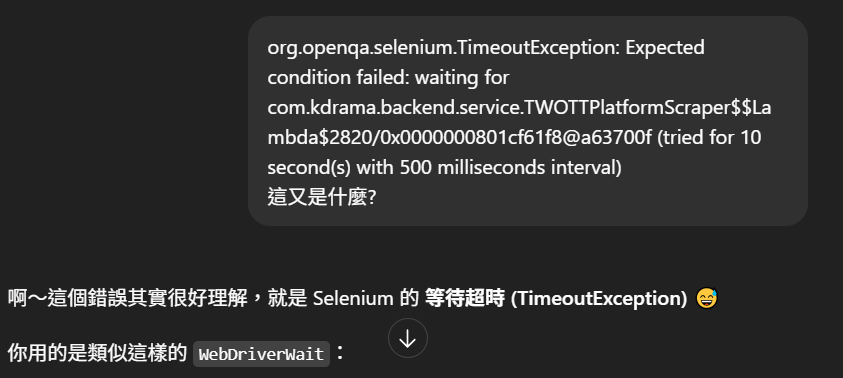 org.openqa.selenium.TimeoutException: Expected
condition failed: waiting for
com.kdrama.backend.service.TWOTTPlatformScraper$$La
mbda$2820/0x0000000801cf61f8@a63700f (tried for 10
second(s) with 500 milliseconds interval)
這又是什麼?
啊～這個錯誤其實很好理解，就是 Selenium 的 等待超時 (TimeoutException) 😅
你用的是類似這樣的 WebDriverWait：